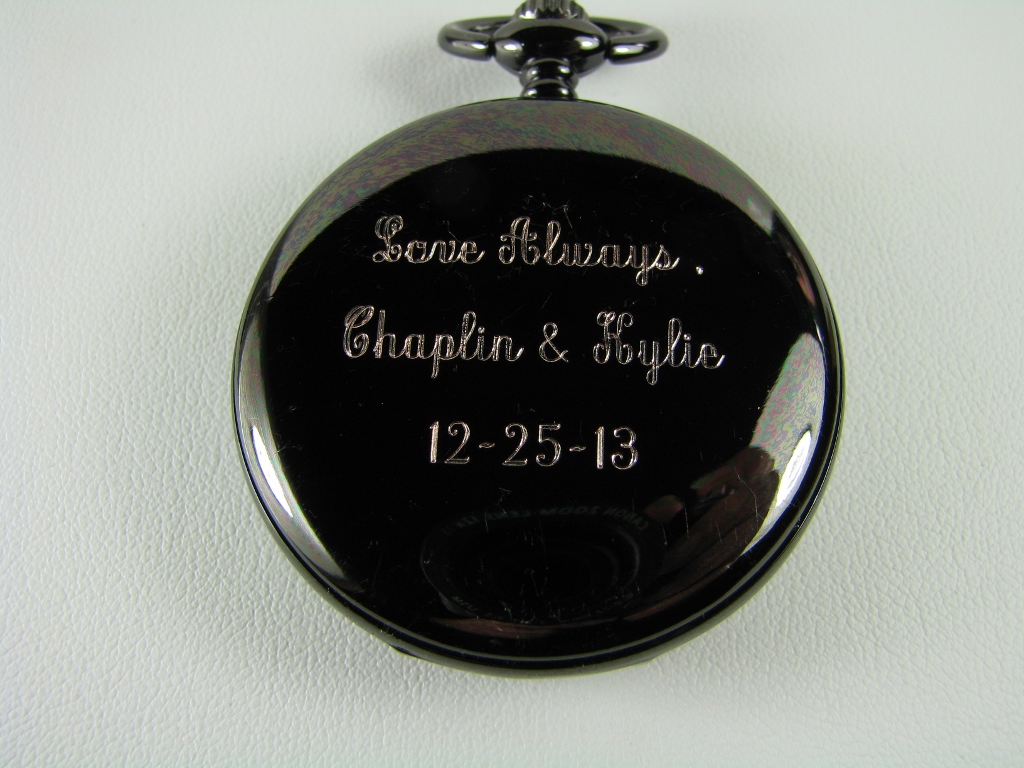 Love Always.
Chaplin & Kylie
12-25-13